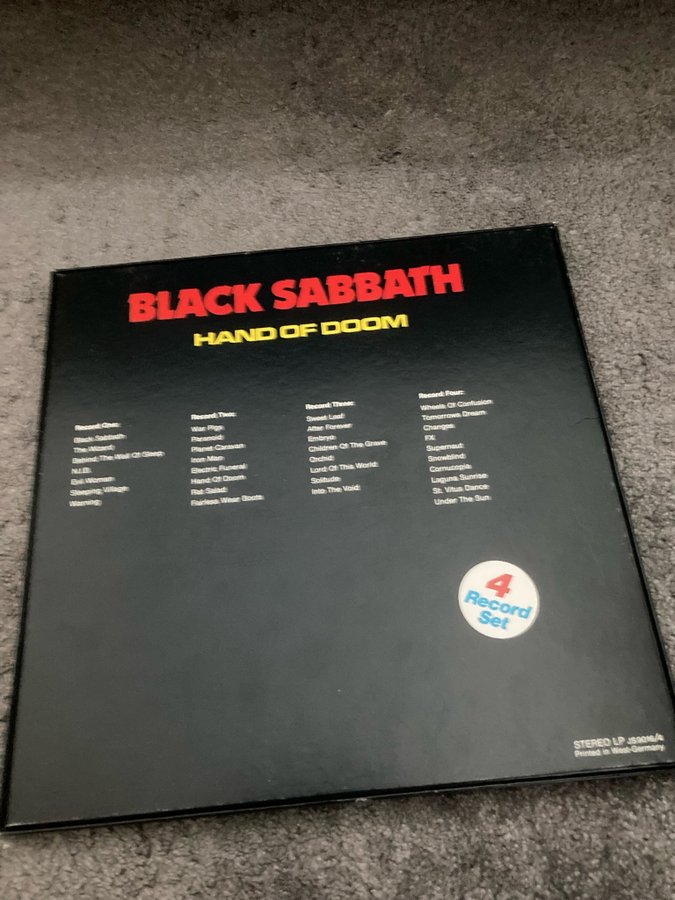 BLACK SABBATH
HAND OF DOOM
Record One:
Black Sabbath
The Wizard
Behind The Wall Of Sleep
N.I.B.
Evil Woman
Sleeping Village
Warning
Record Two:
War Pigs
Paranoid
Planet Caravan
Iron Man
Electric Funeral
Hand Of Doom
Rat Salad
Fairless Wear Boots
Record Three:
Sweet Leaf
After Forever
Embryo
Children Of The Grave
Orchid
Lord Of This World
Solitude
Into The Void
Record Four:
Wheels Of Confusion
Tomorrows Dream
Changes
FX
Supernaut
Snowblind
Cornucopia
Laguna Sunrise
St. Vitus Dance
Under The Sun
4
Record
Set
STEREO LP JS9016/4
Printed in West-Germany